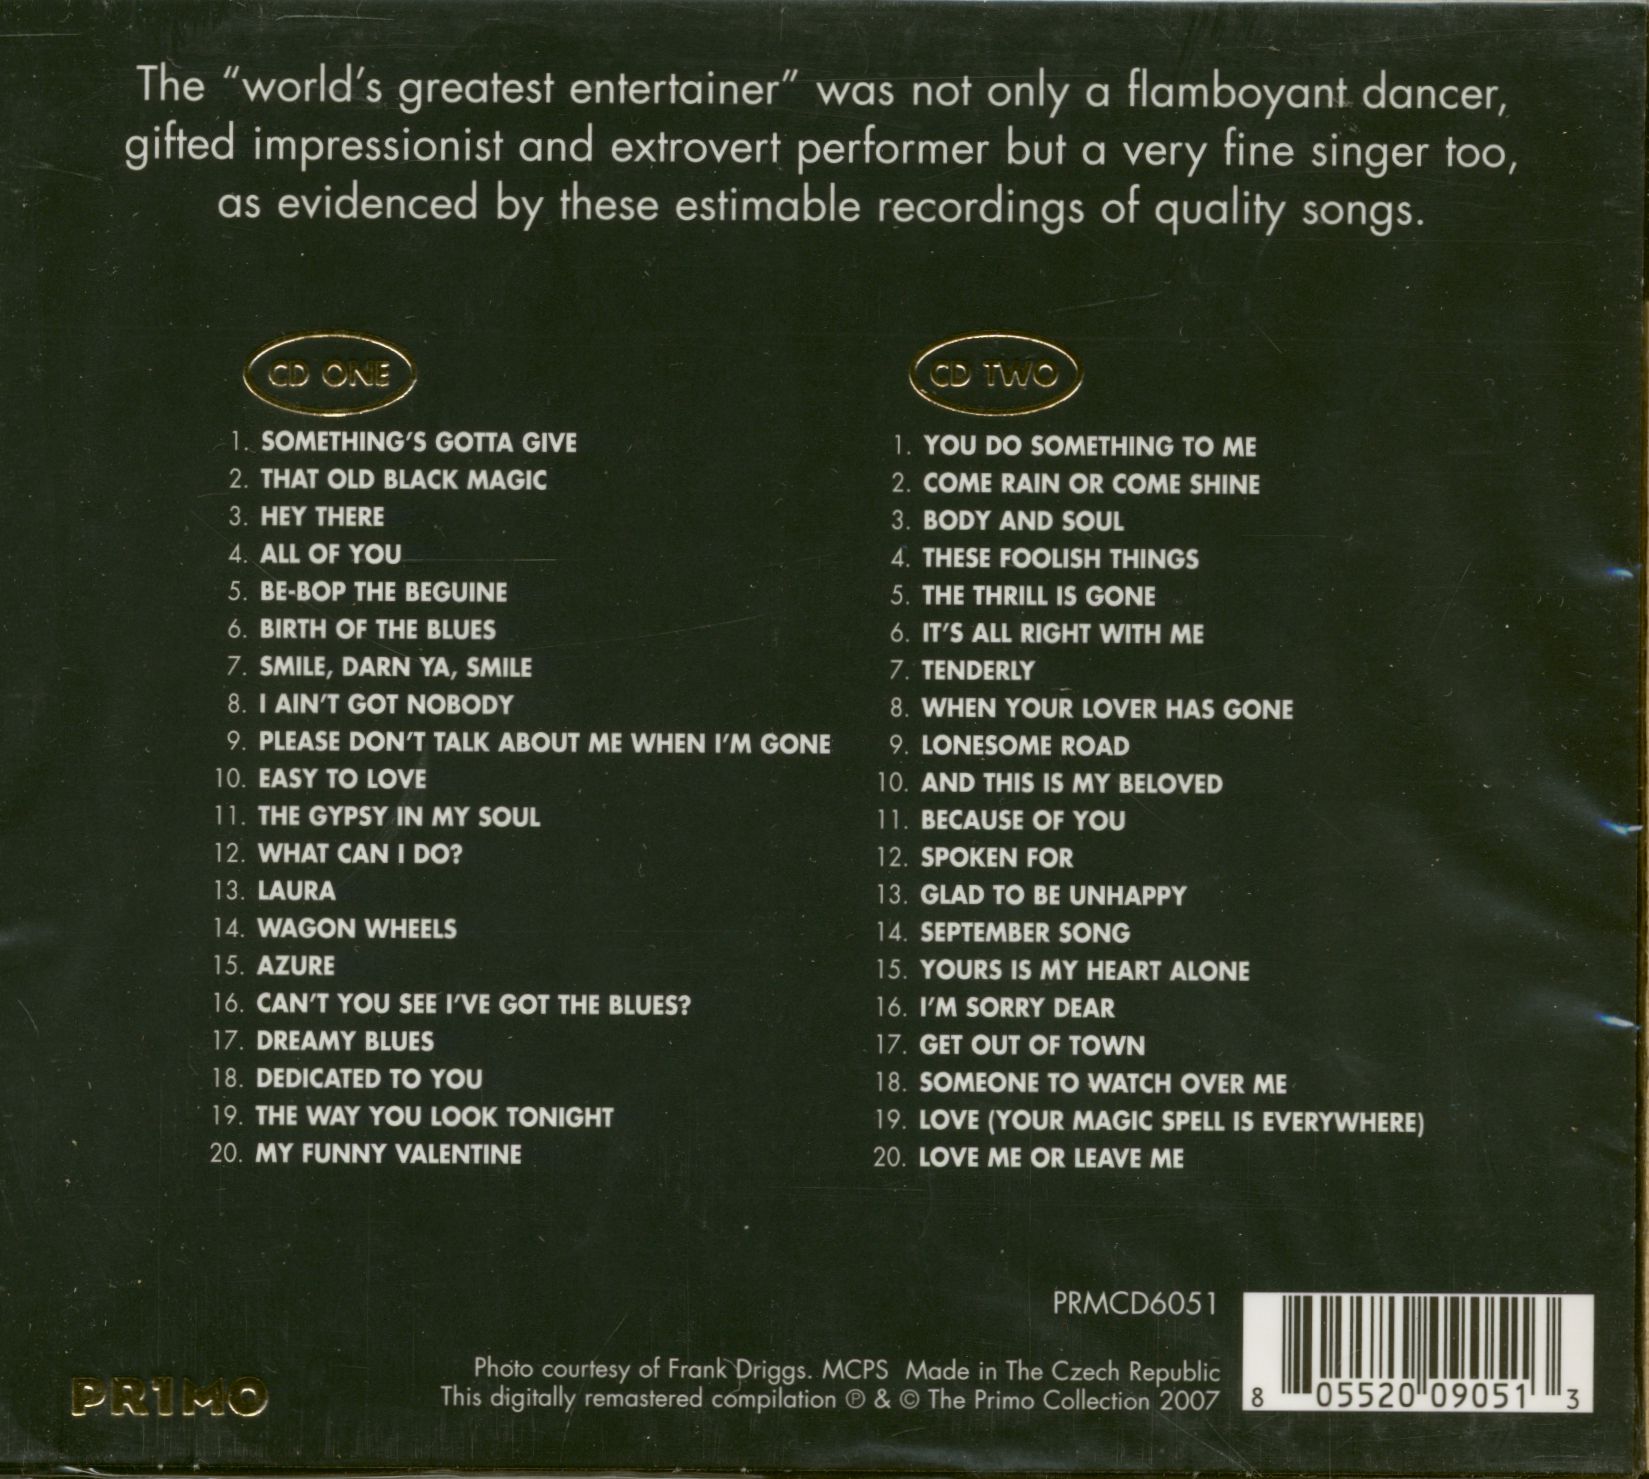 The “world’s greatest entertainer” was not only a flamboyant dancer,
gifted impressionist and extrovert performer but a very fine singer too,
as evidenced by these estimable recordings of quality songs.
CD ONE
1. SOMETHING’S GOTTA GIVE
2. THAT OLD BLACK MAGIC
3. HEY THERE
4. ALL OF YOU
5. BE-BOP THE BEGUINE
6. BIRTH OF THE BLUES
7. SMILE, DARN YA, SMILE
8. I AIN’T GOT NOBODY
9. PLEASE DON’T TALK ABOUT ME WHEN I’M GONE
10. EASY TO LOVE
11. THE GYPSY IN MY SOUL
12. WHAT CAN I DO?
13. LAURA
14. WAGON WHEELS
15. AZURE
16. CAN’T YOU SEE I’VE GOT THE BLUES?
17. DREAMY BLUES
18. DEDICATED TO YOU
19. THE WAY YOU LOOK TONIGHT
20. MY FUNNY VALENTINE
CD TWO
1. YOU DO SOMETHING TO ME
2. COME RAIN OR COME SHINE
3. BODY AND SOUL
4. THESE FOOLISH THINGS
5. THE THRILL IS GONE
6. IT’S ALL RIGHT WITH ME
7. TENDERLY
8. WHEN YOUR LOVER HAS GONE
9. LONESOME ROAD
10. AND THIS IS MY BELOVED
11. BECAUSE OF YOU
12. SPOKEN FOR
13. GLAD TO BE UNHAPPY
14. SEPTEMBER SONG
15. YOURS IS MY HEART ALONE
16. I’M SORRY DEAR
17. GET OUT OF TOWN
18. SOMEONE TO WATCH OVER ME
19. LOVE (YOUR MAGIC SPELL IS EVERYWHERE)
20. LOVE ME OR LEAVE ME
PRMCD6051
PR1MO
Photo courtesy of Frank Driggs. MCPS Made in The Czech Republic
This digitally remastered compilation ℗ & © The Primo Collection 2007
8 05520 09051 3